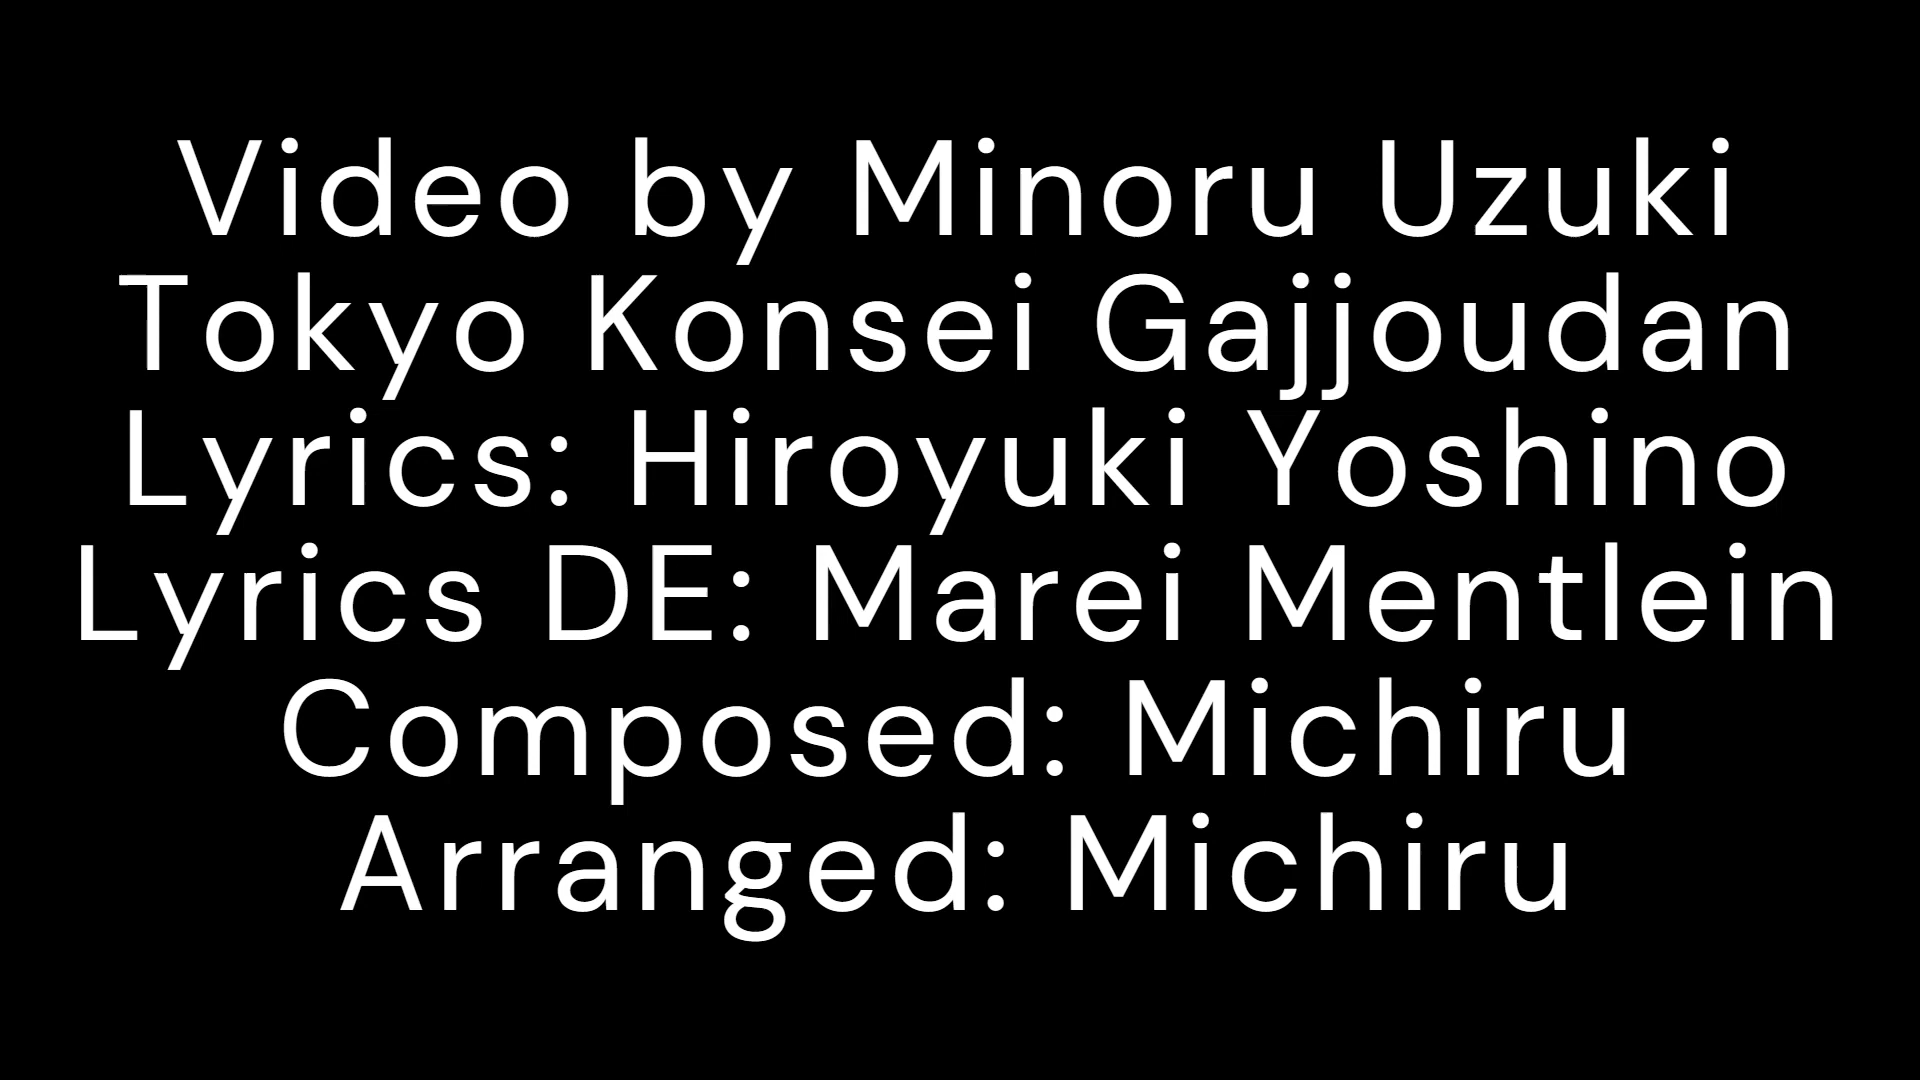 Video by Minoru Uzuki
Tokyo Konsei Gajjoudan
Lyrics: Hiroyuki Yoshino
Lyrics DE: Marei Mentlein
Composed: Michiru
Arranged: Michiru